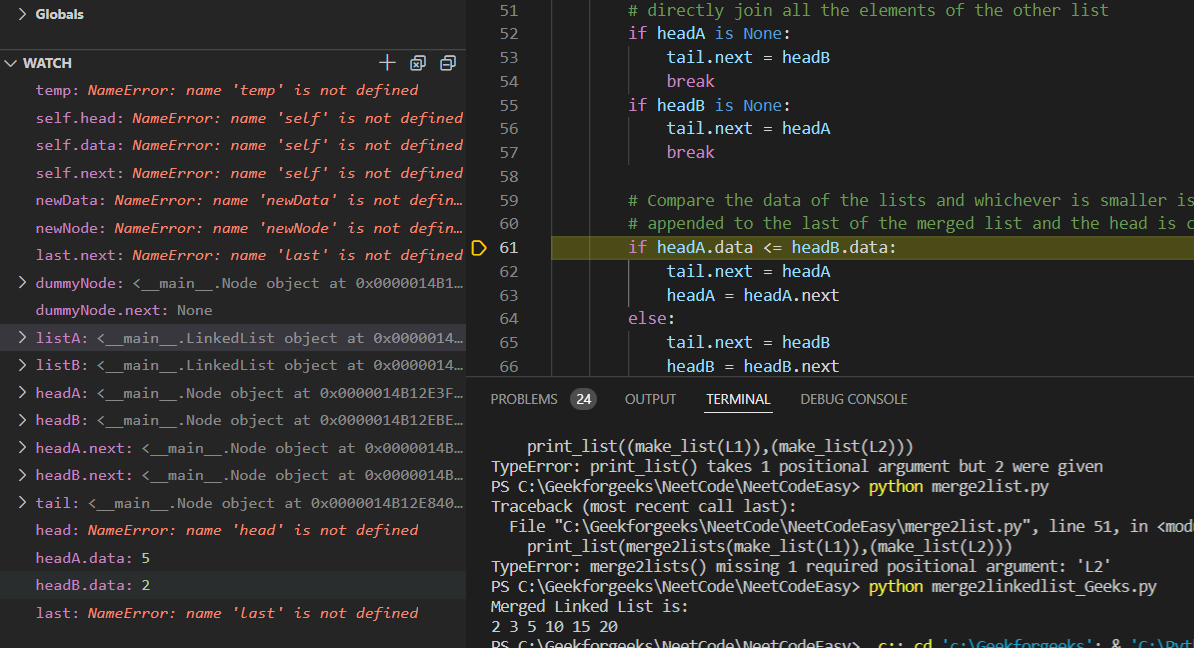 Globals
WATCH
temp: NameError: name 'temp' is not defined
self.head: NameError: name 'self' is not defined
self.data: NameError: name 'self' is not defined
self.next: NameError: name 'self' is not defined
newData: NameError: name 'newData' is not defin…
newNode: NameError: name 'newNode' is not defin…
last.next: NameError: name 'last' is not defined
dummyNode: <__main__.Node object at 0x0000014B1…
dummyNode.next: None
listA: <__main__.LinkedList object at 0x0000014…
listB: <__main__.LinkedList object at 0x0000014…
headA: <__main__.Node object at 0x0000014B12E3F…
headB: <__main__.Node object at 0x0000014B12EBE…
headA.next: <__main__.Node object at 0x0000014B…
headB.next: <__main__.Node object at 0x0000014B…
tail: <__main__.Node object at 0x0000014B12E840…
head: NameError: name 'head' is not defined
headA.data: 5
headB.data: 2
last: NameError: name 'last' is not defined
51 # directly join all the elements of the other list
52 if headA is None:
53 tail.next = headB
54 break
55 if headB is None:
56 tail.next = headA
57 break
58
59 # Compare the data of the lists and whichever is smaller is
60 # appended to the last of the merged list and the head is c
61 if headA.data <= headB.data:
62 tail.next = headA
63 headA = headA.next
64 else:
65 tail.next = headB
66 headB = headB.next
PROBLEMS 24 OUTPUT TERMINAL DEBUG CONSOLE
print_list((make_list(L1)),(make_list(L2)))
TypeError: print_list() takes 1 positional argument but 2 were given
PS C:\Geekforgeeks\NeetCode\NeetCodeEasy> python merge2list.py
Traceback (most recent call last):
File "C:\Geekforgeeks\NeetCode\NeetCodeEasy\merge2list.py", line 51, in <mod
print_list(merge2lists(make_list(L1)),(make_list(L2)))
TypeError: merge2lists() missing 1 required positional argument: 'L2'
PS C:\Geekforgeeks\NeetCode\NeetCodeEasy> python merge2linkedlist_Geeks.py
Merged Linked List is:
2 3 5 10 15 20
PS C:\Geekforgeeks\NeetCode\NeetCodeEasy> c:; cd 'c:\Geekforgeeks'; & 'C:\Pyt